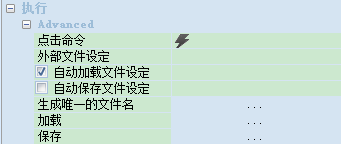 执行
Advanced
点击命令
外部文件设定
自动加载文件设定
自动保存文件设定
生成唯一的文件名 ...
加载 ...
保存 ...